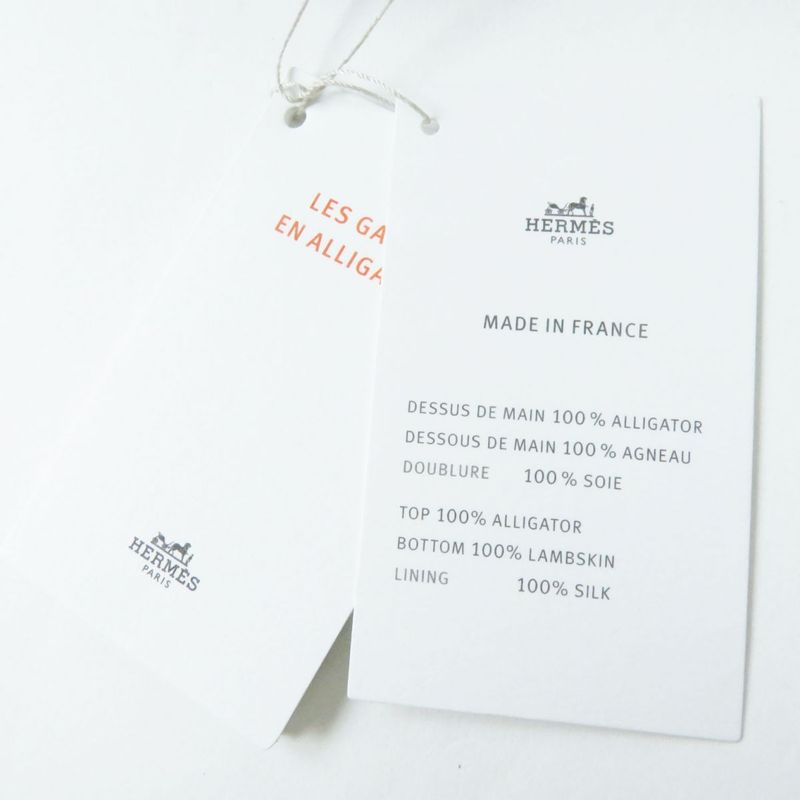 LES GA
EN ALLIGA
HERMÈS
PARIS
HERMÈS
PARIS
MADE IN FRANCE
DESSUS DE MAIN 100 % ALLIGATOR
DESSOUS DE MAIN 100 % AGNEAU
DOUBLURE 100 % SOIE
TOP 100% ALLIGATOR
BOTTOM 100% LAMBSKIN
LINING 100% SILK